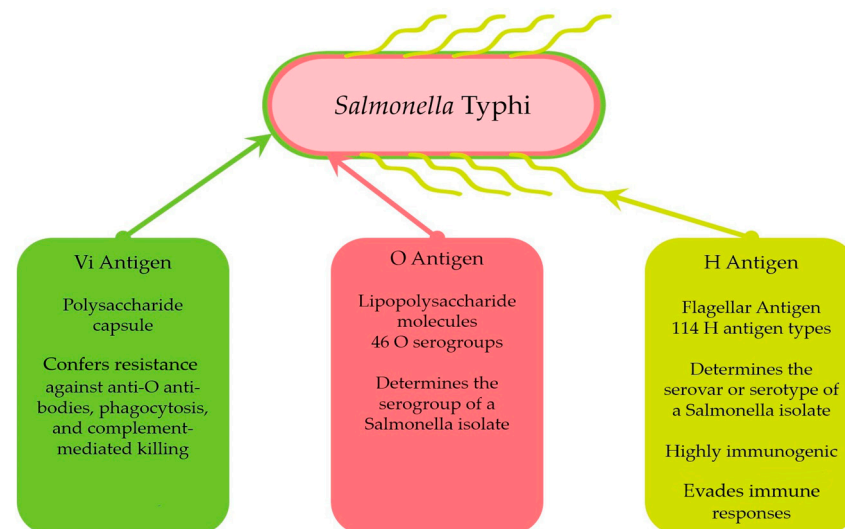 Salmonella Typhi
Vi Antigen
Polysaccharide
capsule
Confers resistance
against anti-O anti-
bodies, phagocytosis,
and complement-
mediated killing
O Antigen
Lipopolysaccharide
molecules
46 O serogroups
Determines the
serogroup of a
Salmonella isolate
H Antigen
Flagellar Antigen
114 H antigen types
Determines the
serovar or serotype of
a Salmonella isolate
Highly immunogenic
Evades immune
responses